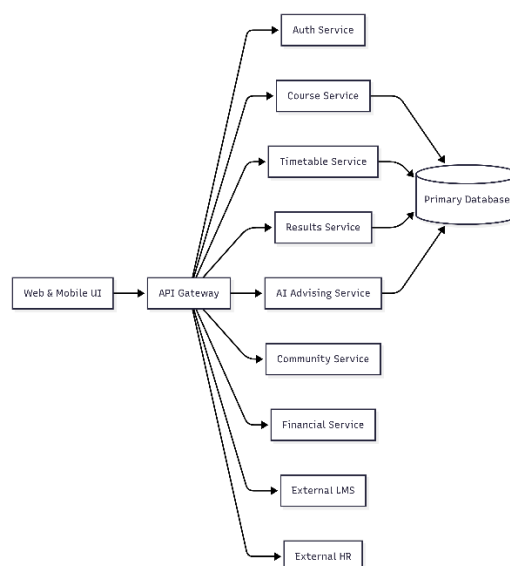 Auth Service
Course Service
Timetable Service
Primary Database
Results Service
Web & Mobile UI
API Gateway
AI Advising Service
Community Service
Financial Service
External LMS
External HR